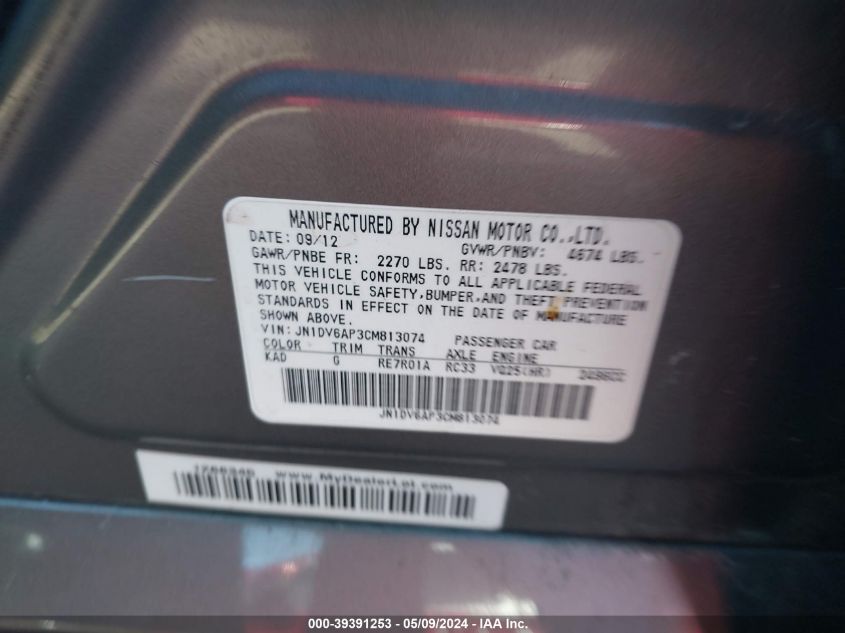 MANUFACTURED BY NISSAN MOTOR CO.,LTD.
DATE: 09/12 GVWR/PNBV: 4674 LBS.
GAWR/PNBE FR: 2270 LBS. RR: 2478 LBS.
THIS VEHICLE CONFORMS TO ALL APPLICABLE FEDERAL
MOTOR VEHICLE SAFETY, BUMPER, AND THEFT PREVENTION
STANDARDS IN EFFECT ON THE DATE OF MANUFACTURE
SHOWN ABOVE.
VIN: JN1DV6AP3CM813074 PASSENGER CAR
COLOR TRIM TRANS AXLE ENGINE
KAD G RE7R01A RC33 VQ25(HR) 2496CC
JN1DV6AP3CM813074
www.MyDealerLot.com
000-39391253 - 05/09/2024 - IAA Inc.